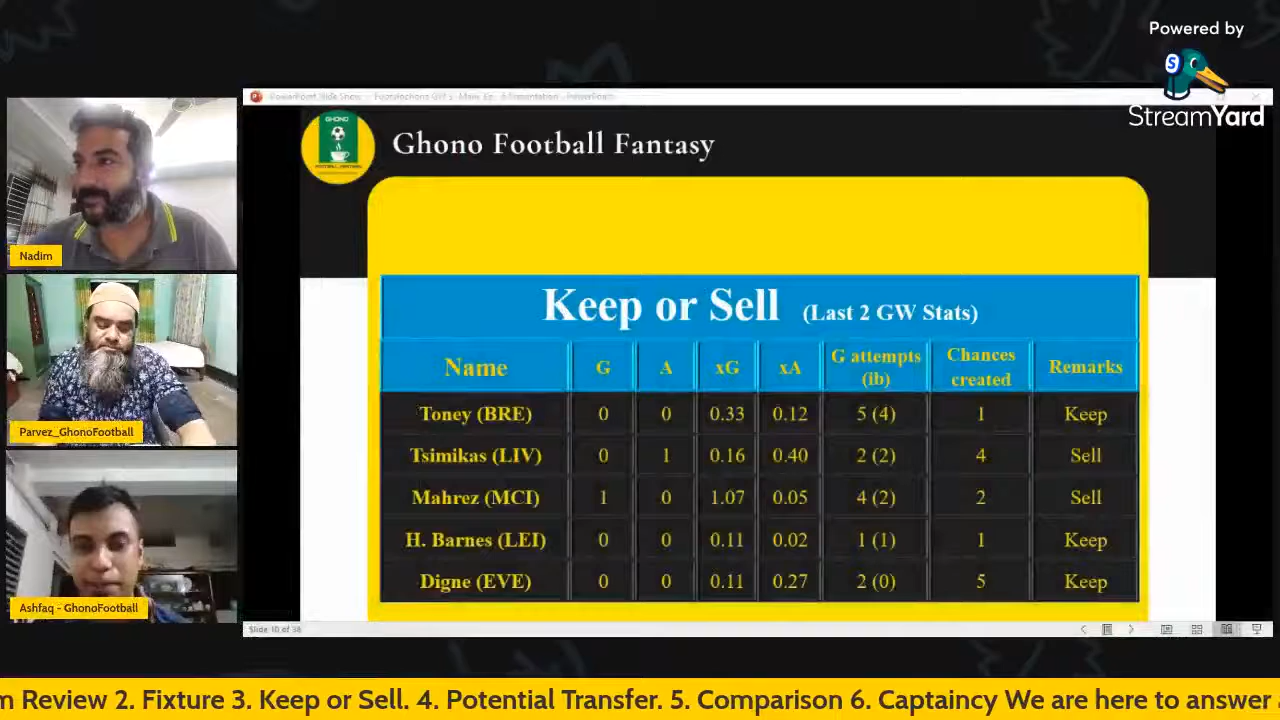 Powered by
StreamYard
GHONO
Ghono Football Fantasy
Nadim
Parvez_GhonoFootball
Ashfaq - GhonoFootball
Keep or Sell (Last 2 GW Stats)
Name G A xG xA G attempts (ib) Chances created Remarks
Toney (BRE) 0 0 0.33 0.12 5 (4) 1 Keep
Tsimikas (LIV) 0 1 0.16 0.40 2 (2) 4 Sell
Mahrez (MCI) 1 0 1.07 0.05 4 (2) 2 Sell
H. Barnes (LEI) 0 0 0.11 0.02 1 (1) 1 Keep
Digne (EVE) 0 0 0.11 0.27 2 (0) 5 Keep
Slide 10 of 38
m Review 2. Fixture 3. Keep or Sell. 4. Potential Transfer. 5. Comparison 6. Captaincy We are here to answer